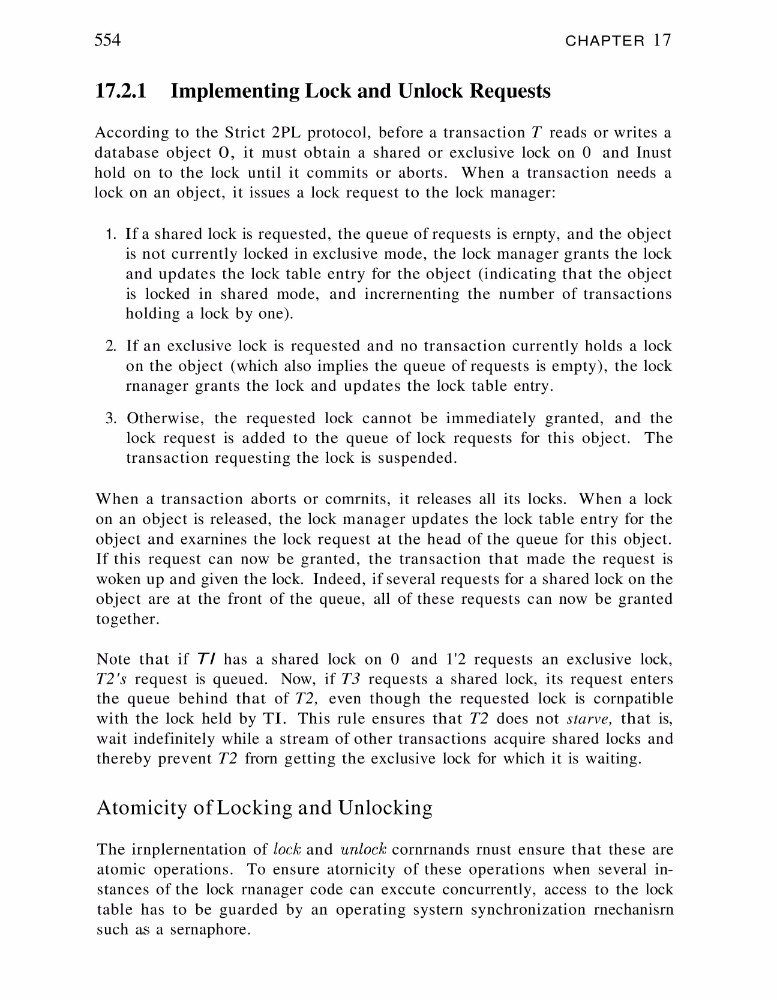 554
CHAPTER 17
17.2.1 Implementing Lock and Unlock Requests
According to the Strict 2PL protocol, before a transaction T reads or writes a
database object O, it must obtain a shared or exclusive lock on 0 and Inust
hold on to the lock until it commits or aborts. When a transaction needs a
lock on an object, it issues a lock request to the lock manager:
1. If a shared lock is requested, the queue of requests is ernpty, and the object
is not currently locked in exclusive mode, the lock manager grants the lock
and updates the lock table entry for the object (indicating that the object
is locked in shared mode, and incrernenting the number of transactions
holding a lock by one).
2. If an exclusive lock is requested and no transaction currently holds a lock
on the object (which also implies the queue of requests is empty), the lock
rnanager grants the lock and updates the lock table entry.
3. Otherwise, the requested lock cannot be immediately granted, and the
lock request is added to the queue of lock requests for this object. The
transaction requesting the lock is suspended.
When a transaction aborts or comrnits, it releases all its locks. When a lock
on an object is released, the lock manager updates the lock table entry for the
object and exarnines the lock request at the head of the queue for this object.
If this request can now be granted, the transaction that made the request is
woken up and given the lock. Indeed, if several requests for a shared lock on the
object are at the front of the queue, all of these requests can now be granted
together.
Note that if T1 has a shared lock on 0 and 1'2 requests an exclusive lock,
T2's request is queued. Now, if T3 requests a shared lock, its request enters
the queue behind that of T2, even though the requested lock is cornpatible
with the lock held by TI. This rule ensures that T2 does not starve, that is,
wait indefinitely while a stream of other transactions acquire shared locks and
thereby prevent T2 frorn getting the exclusive lock for which it is waiting.
Atomicity of Locking and Unlocking
The irnplernentation of lock and unlock cornrnands rnust ensure that these are
atomic operations. To ensure atornicity of these operations when several in-
stances of the lock rnanager code can exccute concurrently, access to the lock
table has to be guarded by an operating systern synchronization rnechanisrn
such as a sernaphore.